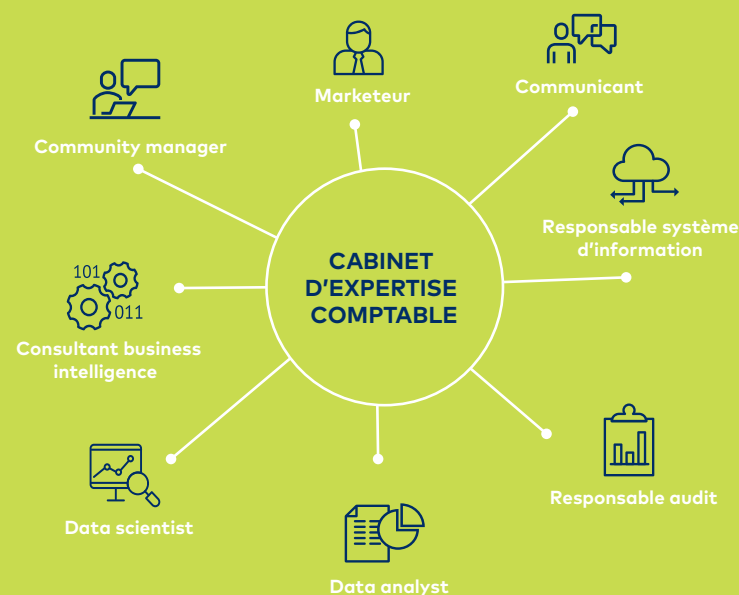 Marketeur
Communicant
Community manager
Responsable système
d'information
CABINET
D'EXPERTISE
COMPTABLE
101
011
Consultant business
intelligence
Responsable audit
Data scientist
Data analyst